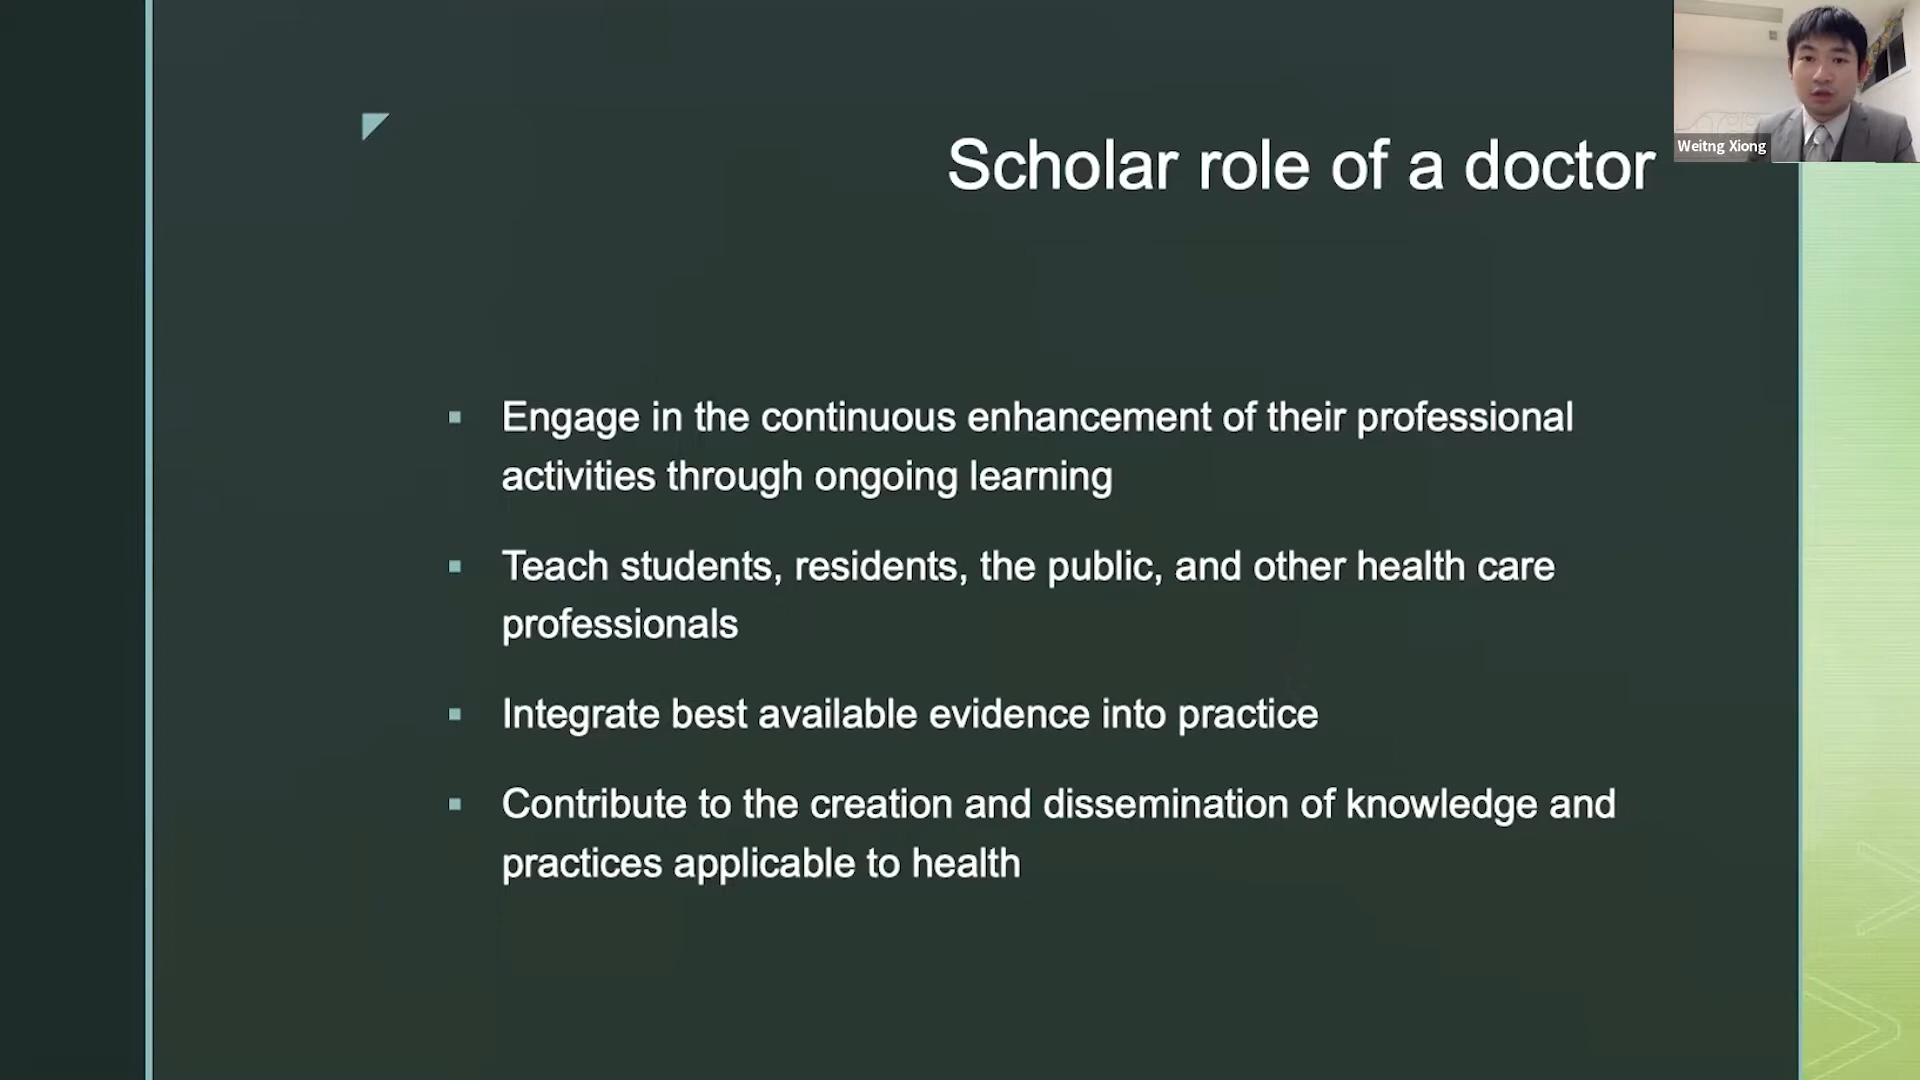 Weitng Xiong
Scholar role of a doctor
Engage in the continuous enhancement of their professional
activities through ongoing learning
Teach students, residents, the public, and other health care
professionals
Integrate best available evidence into practice
Contribute to the creation and dissemination of knowledge and
practices applicable to health